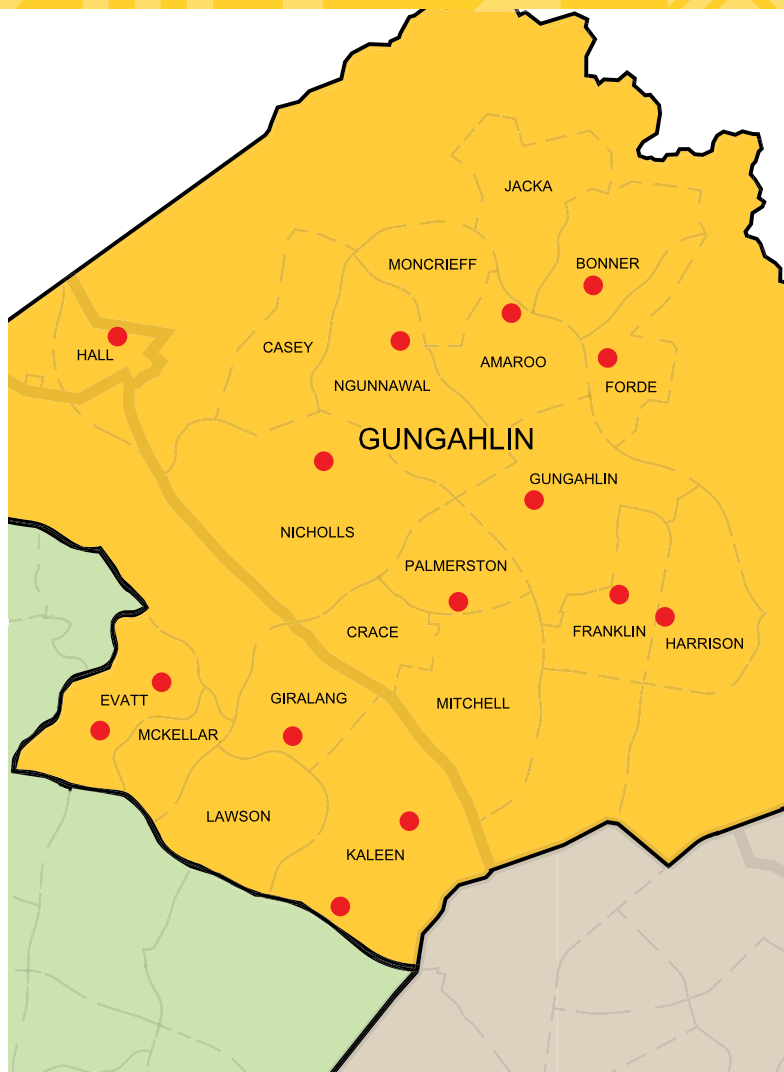 JACKA
MONCRIEFF
BONNER
HALL
CASEY
AMAROO
NGUNNAWAL
FORDE
GUNGAHLIN
GUNGAHLIN
NICHOLLS
PALMERSTON
CRACE
FRANKLIN
HARRISON
EVATT
GIRALANG
MITCHELL
MCKELLAR
LAWSON
KALEEN